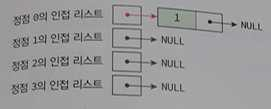 정점 0의 인접 리스트 1 NULL
정점 1의 인접 리스트 NULL
정점 2의 인접 리스트 NULL
정점 3의 인접 리스트 NULL